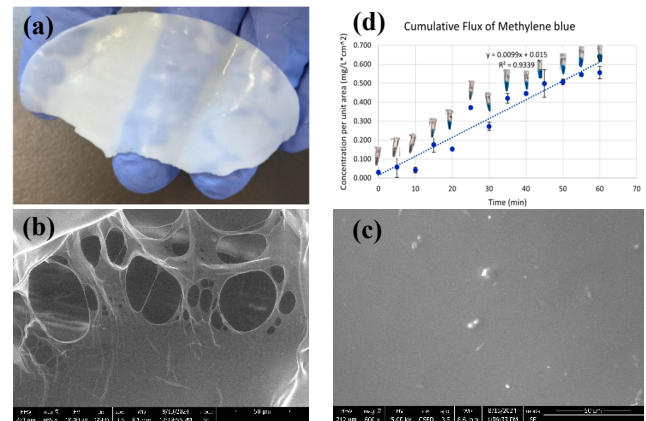 (a)
(d)
Cumulative Flux of Methylene blue
y = 0.0099x + 0.015
R² = 0.9339
Concentration per unit area (mg/L*cm^2)
0.700
0.600
0.500
0.400
0.300
0.200
0.100
0.000
0
10
20
30
40
50
60
70
Time (min)
(b)
(c)
50 µm
50 µm